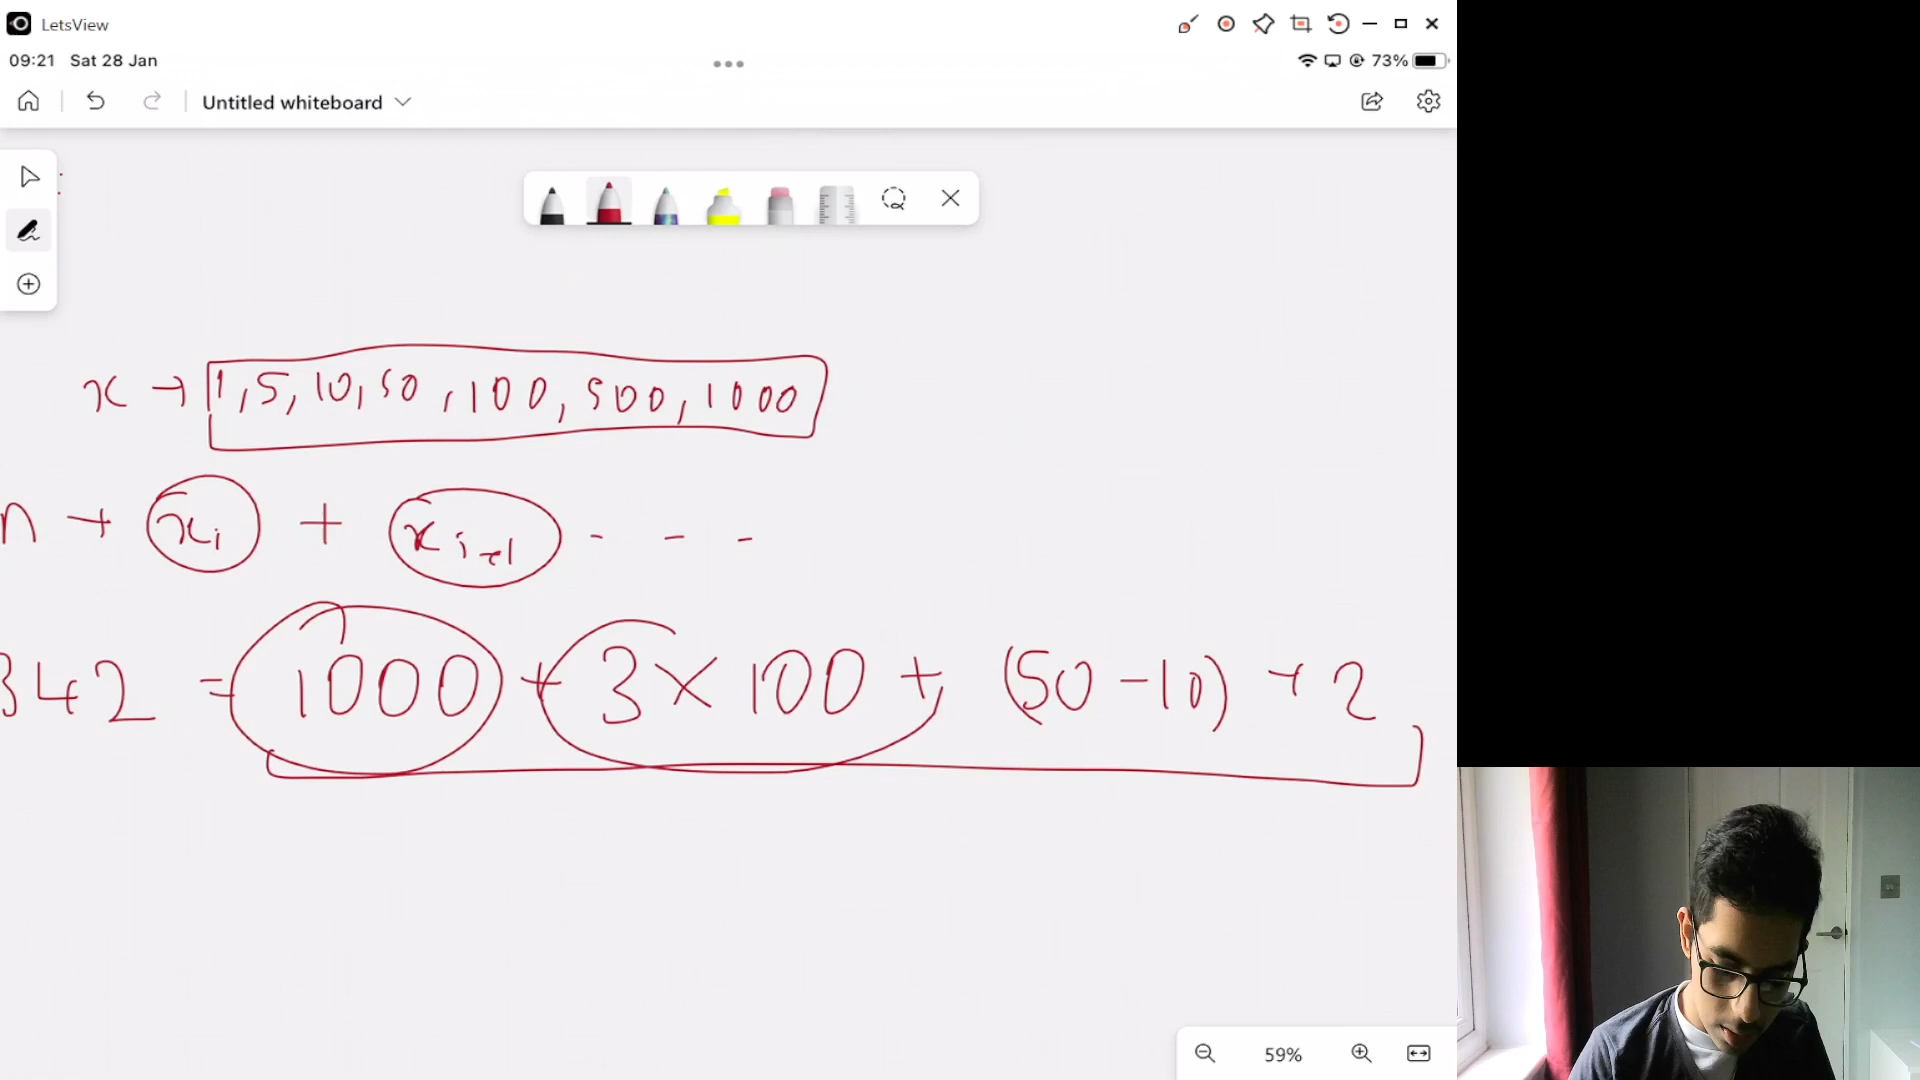 LetsView
09:21 Sat 28 Jan
73%
Untitled whiteboard
x → 1, 5, 10, 50, 100, 500, 1000
n + xi + xi+1 - - -
342 = 1000 + 3 × 100 + (50 - 10) + 2
59%